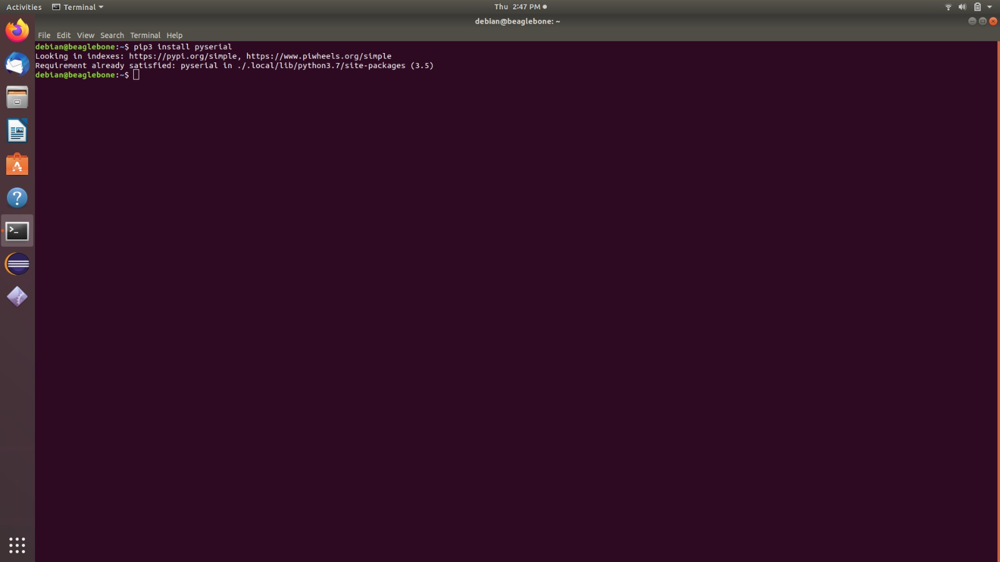 Activities Terminal Thu 2:47 PM
debian@beaglebone: ~
File Edit View Search Terminal Help
debian@beaglebone:~$ pip3 install pyserial
Looking in indexes: https://pypi.org/simple, https://www.piwheels.org/simple
Requirement already satisfied: pyserial in ./.local/lib/python3.7/site-packages (3.5)
debian@beaglebone:~$